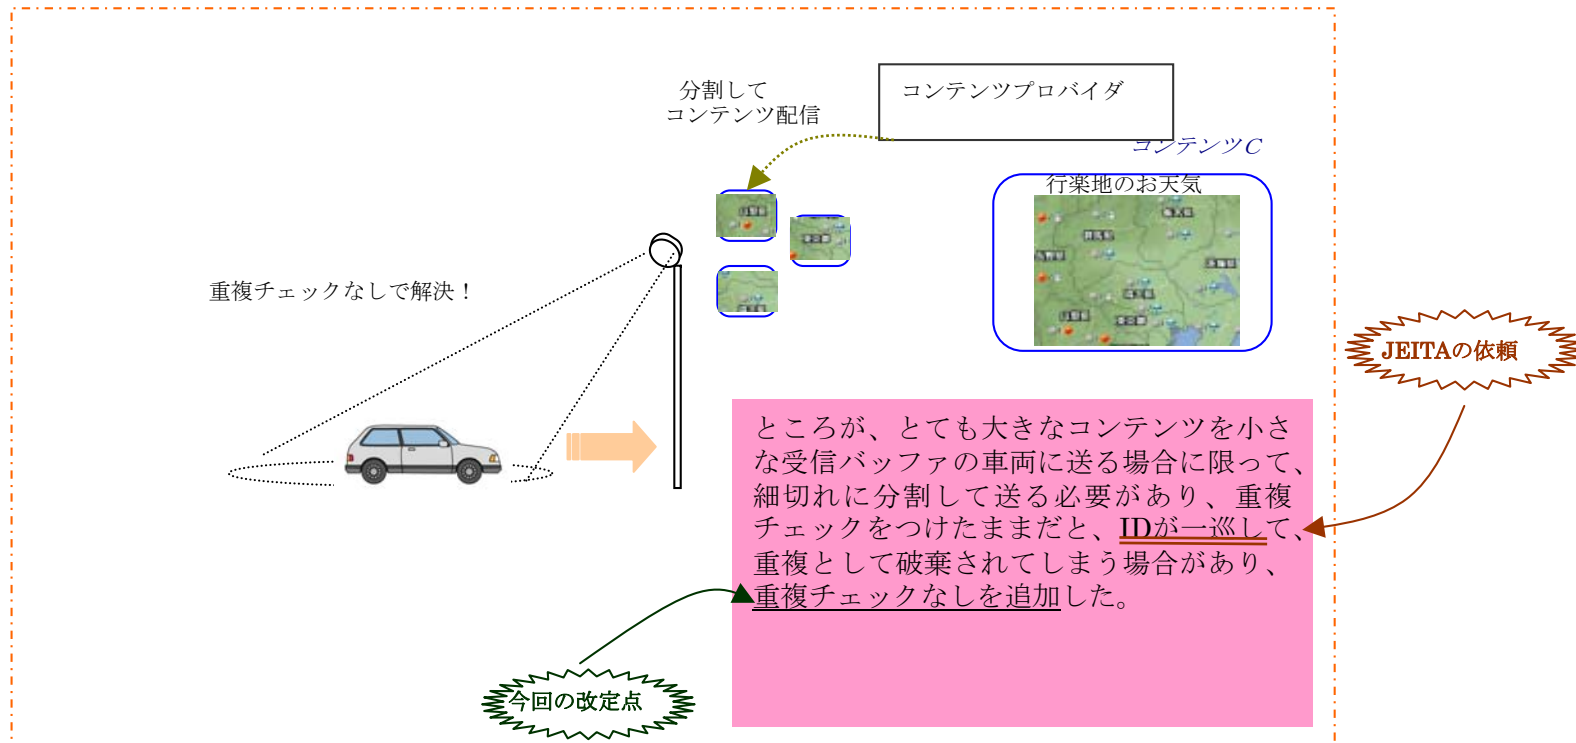 分割して
コンテンツ配信
コンテンツプロバイダ
コンテンツC
行楽地のお天気
重複チェックなしで解決！
JEITAの依頼
ところが、とても大きなコンテンツを小さ
な受信バッファの車両に送る場合に限って、
細切れに分割して送る必要があり、重複
チェックをつけたままだと、IDが一巡して、
重複として破棄されてしまう場合があり、
重複チェックなしを追加した。
今回の改定点